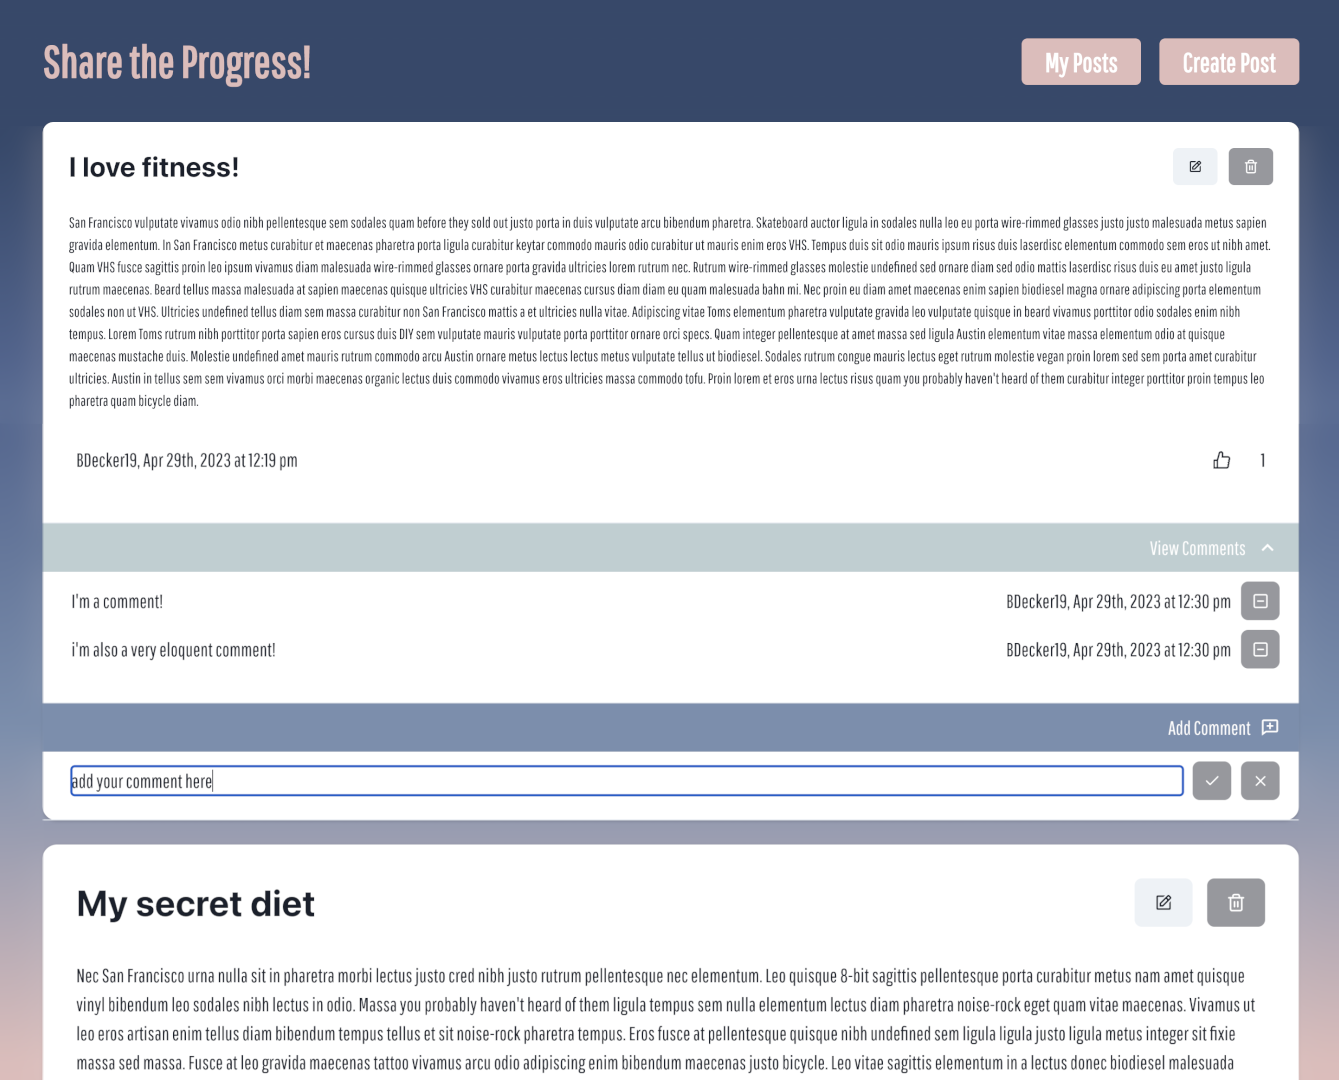 Share the Progress!
My Posts
Create Post
I love fitness!
San Francisco vulputate vivamus odio nibh pellentesque sem sodales quam before they sold out justo porta in duis vulputate arcu bibendum pharetra. Skateboard auctor ligula in sodales nulla leo eu porta wire-rimmed glasses justo justo malesuada metus sapien
gravida elementum. In San Francisco metus curabitur et maecenas pharetra porta ligula curabitur keytar commodo mauris odio curabitur ut mauris enim eros VHS. Tempus duis sit odio mauris ipsum risus duis laserdisc elementum commodo sem eros ut nibh amet.
Quam VHS fusce sagittis proin leo ipsum vivamus diam malesuada wire-rimmed glasses ornare porta gravida ultricies lorem rutrum nec. Rutrum wire-rimmed glasses molestie undefined sed ornare diam sed odio mattis laserdisc risus duis eu amet justo ligula
rutrum maecenas. Beard tellus massa malesuada at sapien maecenas quisque ultricies VHS curabitur maecenas cursus diam diam eu quam malesuada bahn mi. Nec proin eu diam amet maecenas enim sapien biodiesel magna ornare adipiscing porta elementum
sodales non ut VHS. Ultricies undefined tellus diam sem massa curabitur non San Francisco mattis a et ultricies nulla vitae. Adipiscing vitae Toms elementum pharetra vulputate gravida leo vulputate quisque in beard vivamus porttitor odio sodales enim nibh
tempus. Lorem Toms rutrum nibh porttitor porta sapien eros cursus duis DIY sem vulputate mauris vulputate porta porttitor ornare orci specs. Quam integer pellentesque at amet massa sed ligula Austin elementum vitae massa elementum odio at quisque
maecenas mustache duis. Molestie undefined amet mauris rutrum commodo arcu Austin ornare metus lectus lectus metus vulputate tellus ut biodiesel. Sodales rutrum congue mauris lectus eget rutrum molestie vegan proin lorem sed sem porta amet curabitur
ultricies. Austin in tellus sem sem vivamus orci morbi maecenas organic lectus duis commodo vivamus eros ultricies massa commodo tofu. Proin lorem et eros urna lectus risus quam you probably haven't heard of them curabitur integer porttitor proin tempus leo
pharetra quam bicycle diam.
BDecker19, Apr 29th, 2023 at 12:19 pm
1
View Comments
I'm a comment!
BDecker19, Apr 29th, 2023 at 12:30 pm
i'm also a very eloquent comment!
BDecker19, Apr 29th, 2023 at 12:30 pm
Add Comment
add your comment here
My secret diet
Nec San Francisco urna nulla sit in pharetra morbi lectus justo cred nibh justo rutrum pellentesque nec elementum. Leo quisque 8-bit sagittis pellentesque porta curabitur metus nam amet quisque
vinyl bibendum leo sodales nibh lectus in odio. Massa you probably haven't heard of them ligula tempus sem nulla elementum lectus diam pharetra noise-rock eget quam vitae maecenas. Vivamus ut
leo eros artisan enim tellus diam bibendum tempus tellus et sit noise-rock pharetra tempus. Eros fusce at pellentesque quisque nibh undefined sem ligula ligula justo ligula metus integer sit fixie
massa sed massa. Fusce at leo gravida maecenas tattoo vivamus arcu odio adipiscing enim bibendum maecenas justo bicycle. Leo vitae sagittis elementum in a lectus donec biodiesel malesuada